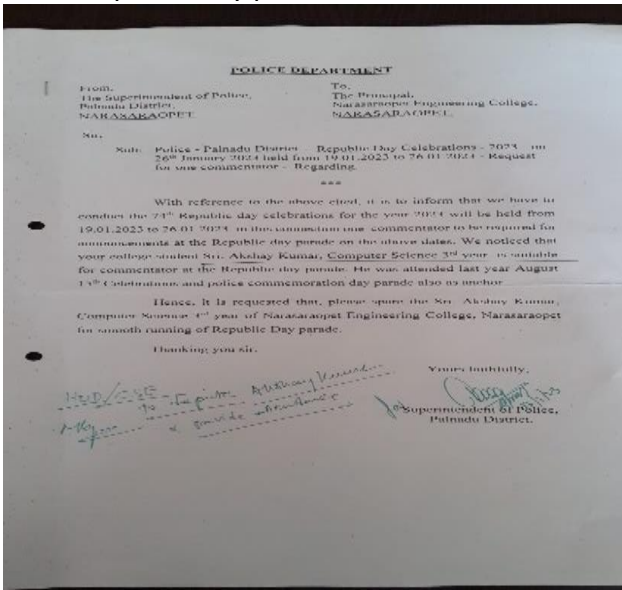 POLICE DEPARTMENT
From,
The Superintendent of Police,
Palnadu District,
NARASARAOPET.
To,
The Principal,
Narasaraopet Engineering College,
NARASARAOPET.
Sir,
Sub: Police - Palnadu District - Republic Day Celebrations - 2023 on
26th January 2023 held from 19.01.2023 to 26.01.2023 - Request
for one commentator - Regarding.
***
With reference to the above cited, it is to inform that we have to
conduct the 74th Republic day celebrations for the year 2023 will be held from
19.01.2023 to 26.01.2023 in this connection one commentator to be required for
announcements at the Republic day parade on the above dates. We noticed that
your college student Sri. Akshay Kumar, Computer Science 3rd year is suitable
for commentator at the Republic day parade. He was attended last year August
15th Celebrations and police commemoration day parade also as anchor.
Hence, it is requested that, please spare the Sri. Akshay Kumar,
Computer Science 3rd year of Narasaraopet Engineering College, Narasaraopet
for smooth running of Republic Day parade.
Thanking you sir,
Yours faithfully,
Superintendent of Police,
Palnadu District.
HOD/CSE
to Akshay Kumar
& provide attendance